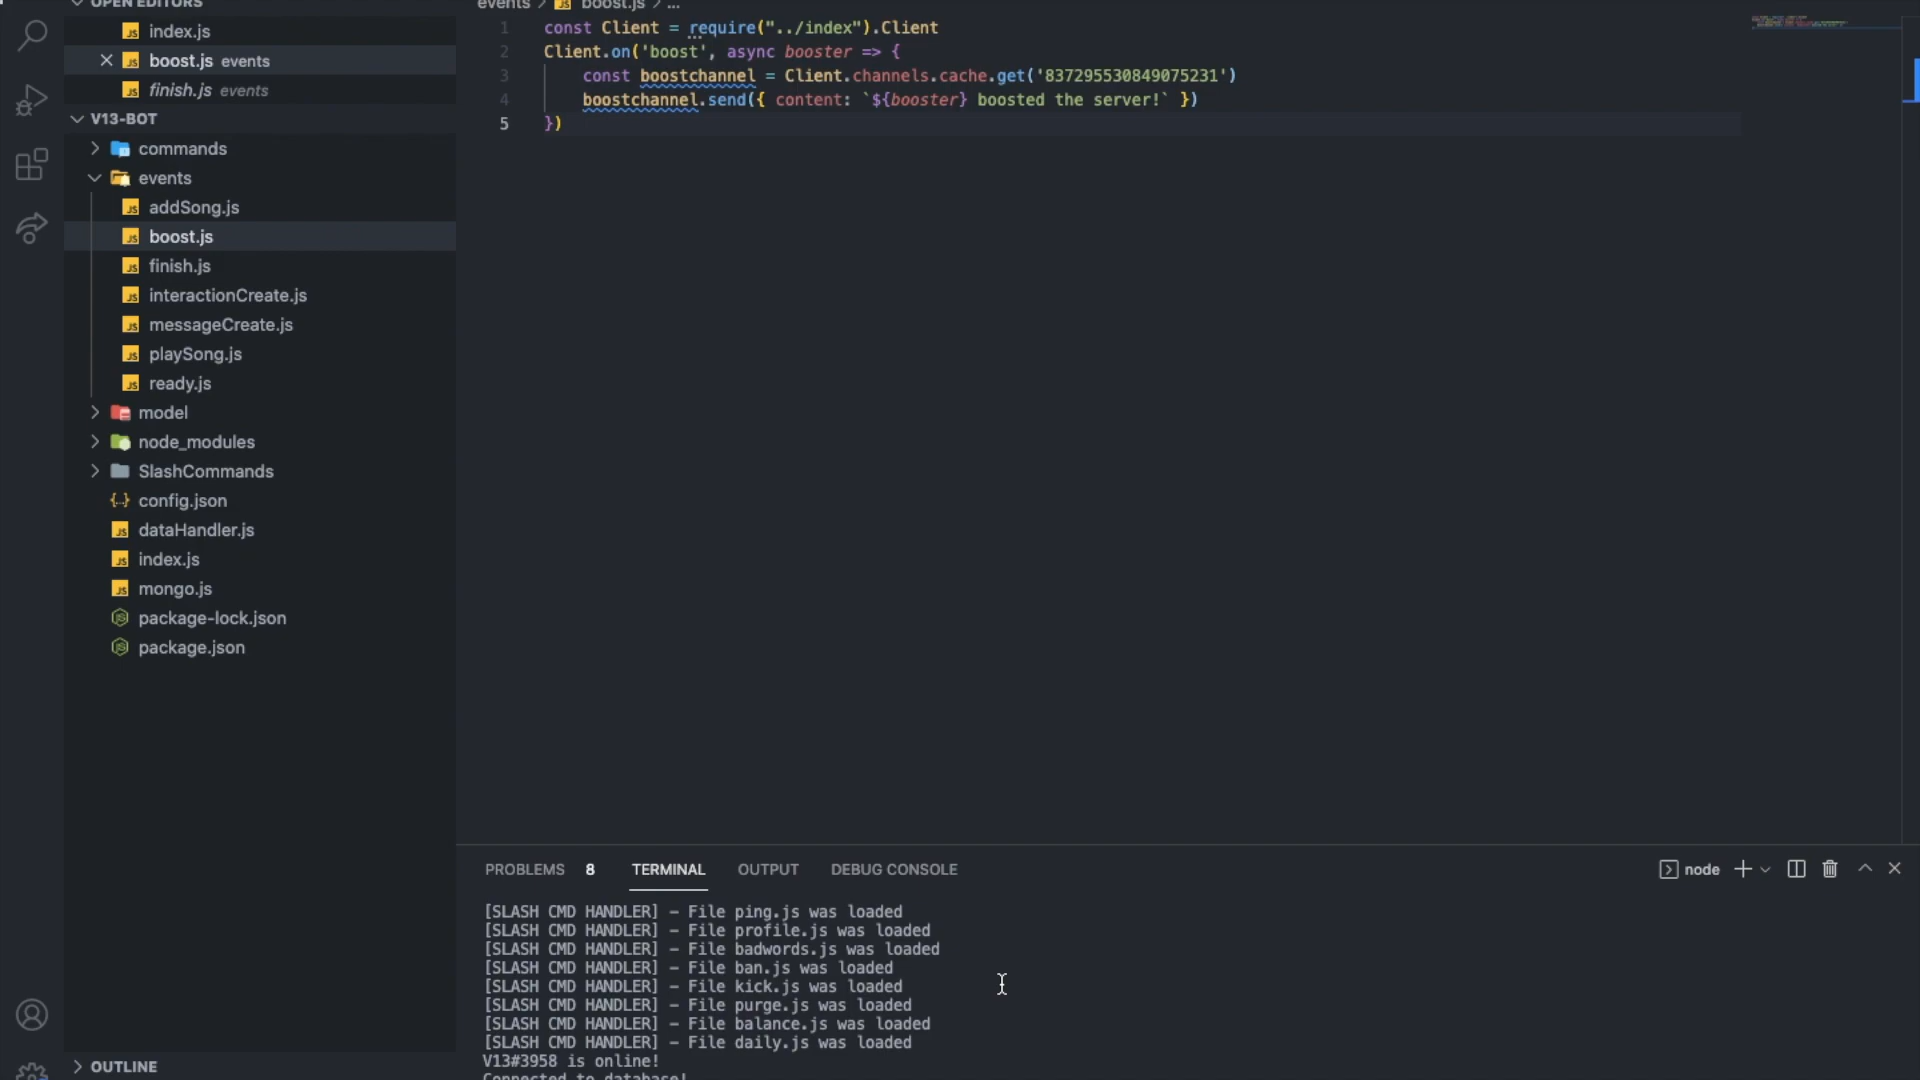 OPEN EDITORS
index.js
boost.js events
finish.js events
V13-BOT
commands
events
addSong.js
boost.js
finish.js
interactionCreate.js
messageCreate.js
playSong.js
ready.js
model
node_modules
SlashCommands
config.json
dataHandler.js
index.js
mongo.js
package-lock.json
package.json
OUTLINE
events > boost.js > ...
1 const Client = require("../index").Client
2 Client.on('boost', async booster => {
3 const boostchannel = Client.channels.cache.get('837295530849075231')
4 boostchannel.send({ content: `${booster} boosted the server!` })
5 })
PROBLEMS 8 TERMINAL OUTPUT DEBUG CONSOLE
node
[SLASH CMD HANDLER] – File ping.js was loaded
[SLASH CMD HANDLER] – File profile.js was loaded
[SLASH CMD HANDLER] – File badwords.js was loaded
[SLASH CMD HANDLER] – File ban.js was loaded
[SLASH CMD HANDLER] – File kick.js was loaded
[SLASH CMD HANDLER] – File purge.js was loaded
[SLASH CMD HANDLER] – File balance.js was loaded
[SLASH CMD HANDLER] – File daily.js was loaded
V13#3958 is online!
Connected to database!